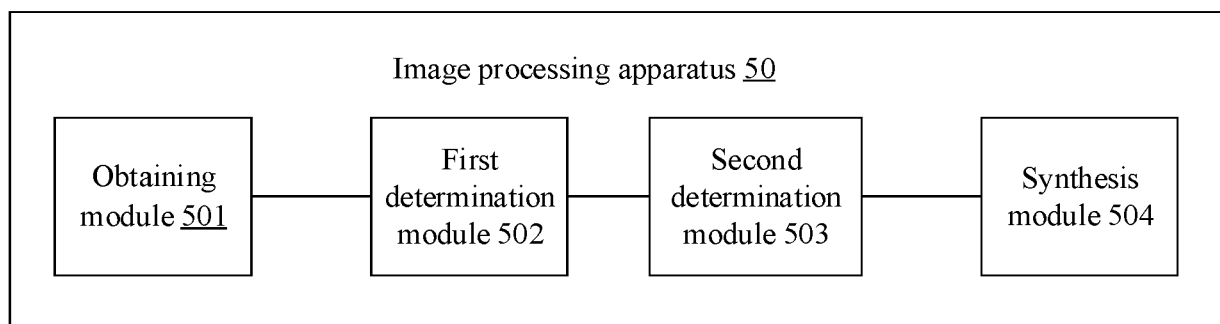 Image processing apparatus 50
Obtaining
module 501
First
determination
module 502
Second
determination
module 503
Synthesis
module 504